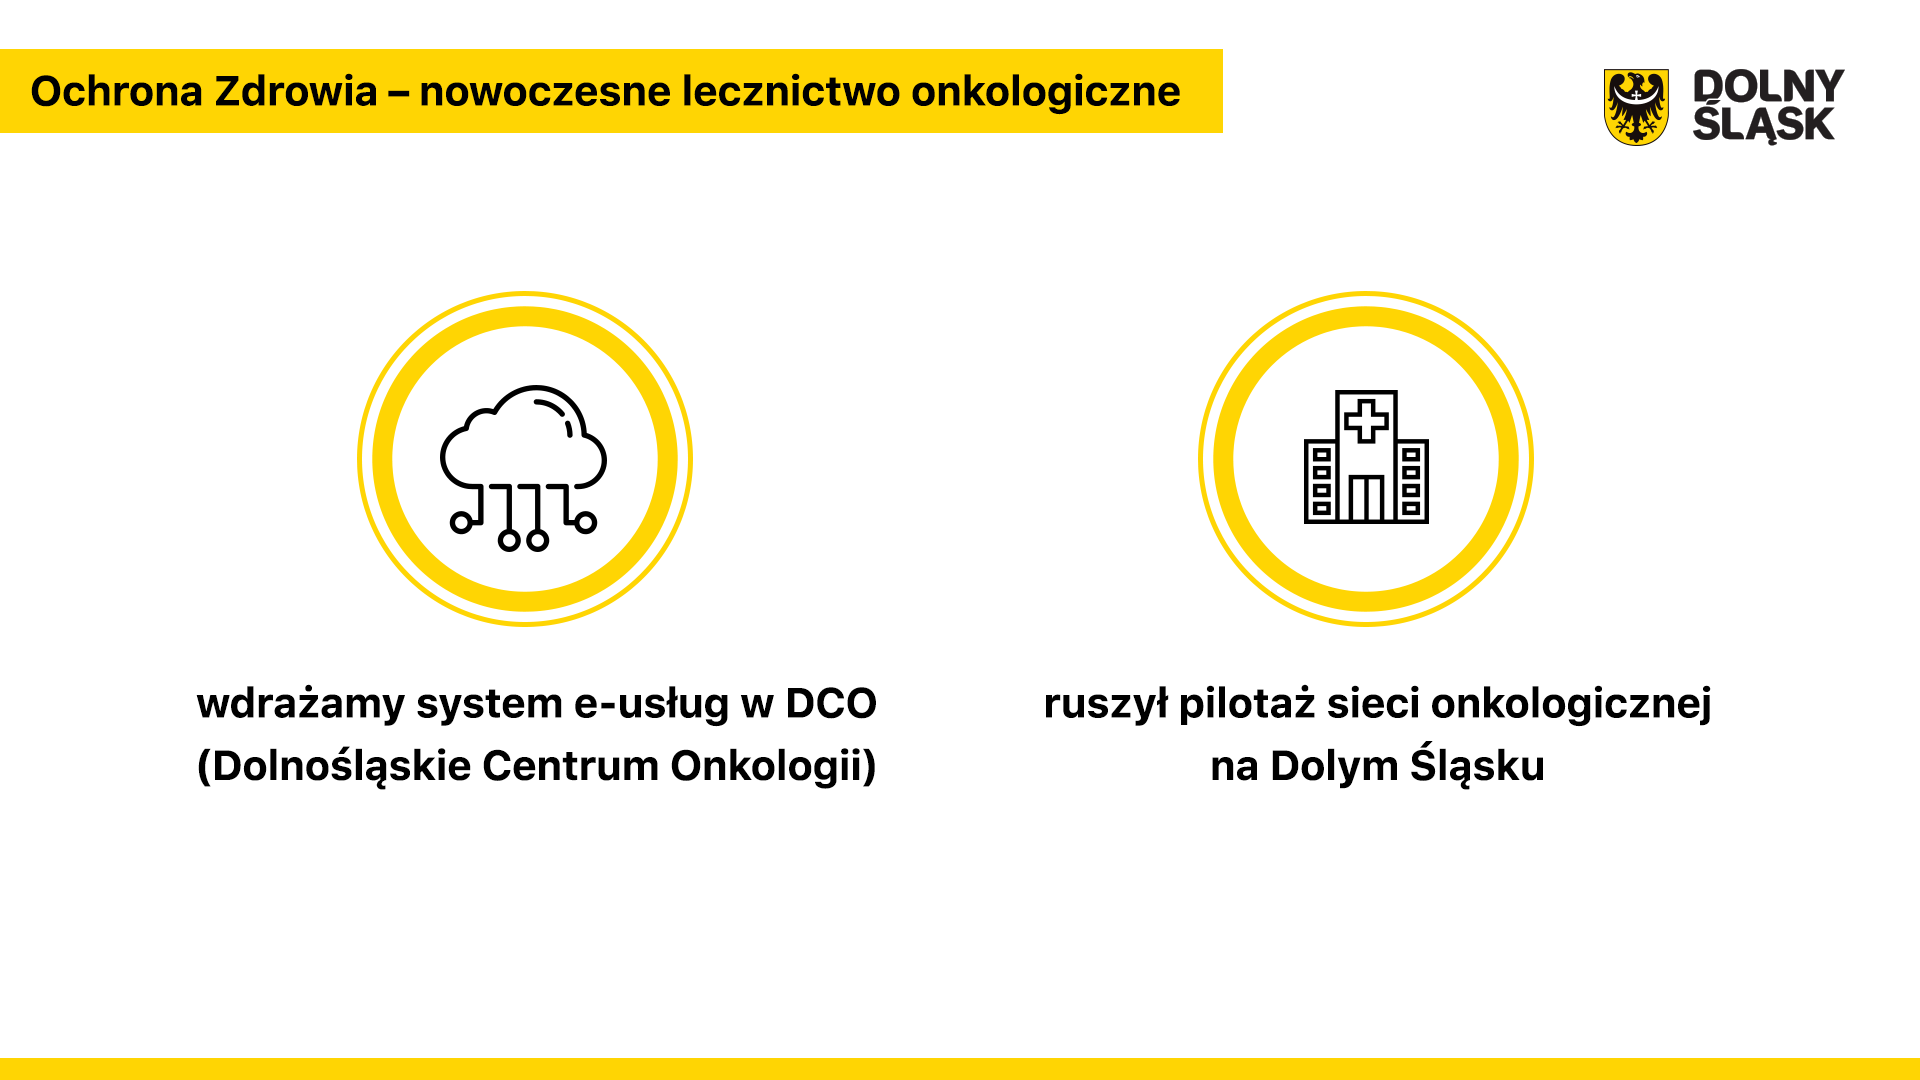 Ochrona Zdrowia – nowoczesne lecznictwo onkologiczne
DOLNY
ŚLĄSK
wdrażamy system e-usług w DCO
(Dolnośląskie Centrum Onkologii)
ruszył pilotaż sieci onkologicznej
na Dolym Śląsku